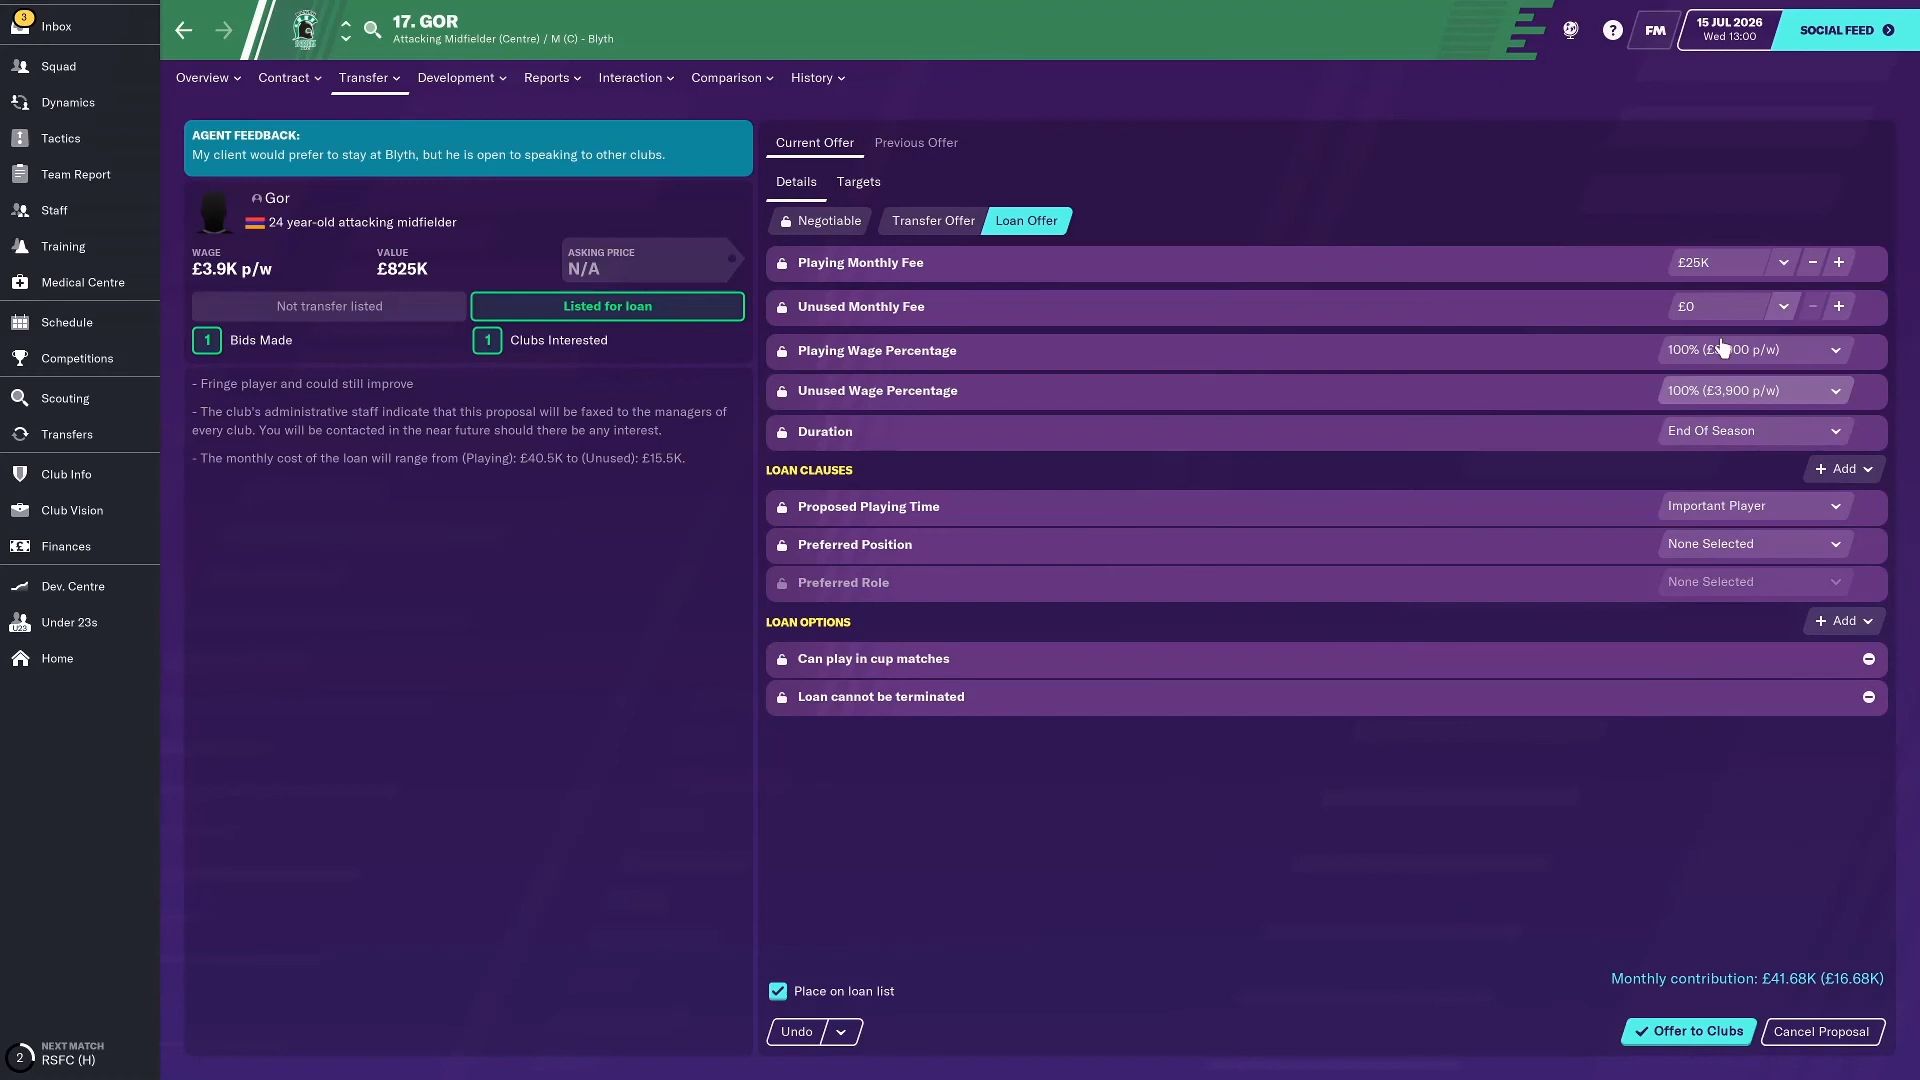 3
Inbox
Squad
Dynamics
Tactics
Team Report
Staff
Training
Medical Centre
Schedule
Competitions
Scouting
Transfers
Club Info
Club Vision
Finances
Dev. Centre
U23
Under 23s
Home
2
NEXT MATCH
RSFC (H)
17. GOR
Attacking Midfielder (Centre) / M (C) - Blyth
?
FM
15 JUL 2026
Wed 13:00
SOCIAL FEED
Overview
Contract
Transfer
Development
Reports
Interaction
Comparison
History
AGENT FEEDBACK:
My client would prefer to stay at Blyth, but he is open to speaking to other clubs.
Gor
24 year-old attacking midfielder
WAGE
£3.9K p/w
VALUE
£825K
ASKING PRICE
N/A
Not transfer listed
Listed for loan
1 Bids Made
1 Clubs Interested
- Fringe player and could still improve
- The club's administrative staff indicate that this proposal will be faxed to the managers of
every club. You will be contacted in the near future should there be any interest.
- The monthly cost of the loan will range from (Playing): £40.5K to (Unused): £15.5K.
Current Offer
Previous Offer
Details
Targets
Negotiable
Transfer Offer
Loan Offer
Playing Monthly Fee £25K
Unused Monthly Fee £0
Playing Wage Percentage 100% p/w)
Unused Wage Percentage 100% (£3,900 p/w)
Duration End Of Season
LOAN CLAUSES
+ Add
Proposed Playing Time Important Player
Preferred Position None Selected
Preferred Role None Selected
LOAN OPTIONS
+ Add
Can play in cup matches
Loan cannot be terminated
Monthly contribution: £41.68K (£16.68K)
Place on loan list
Undo
Offer to Clubs
Cancel Proposal